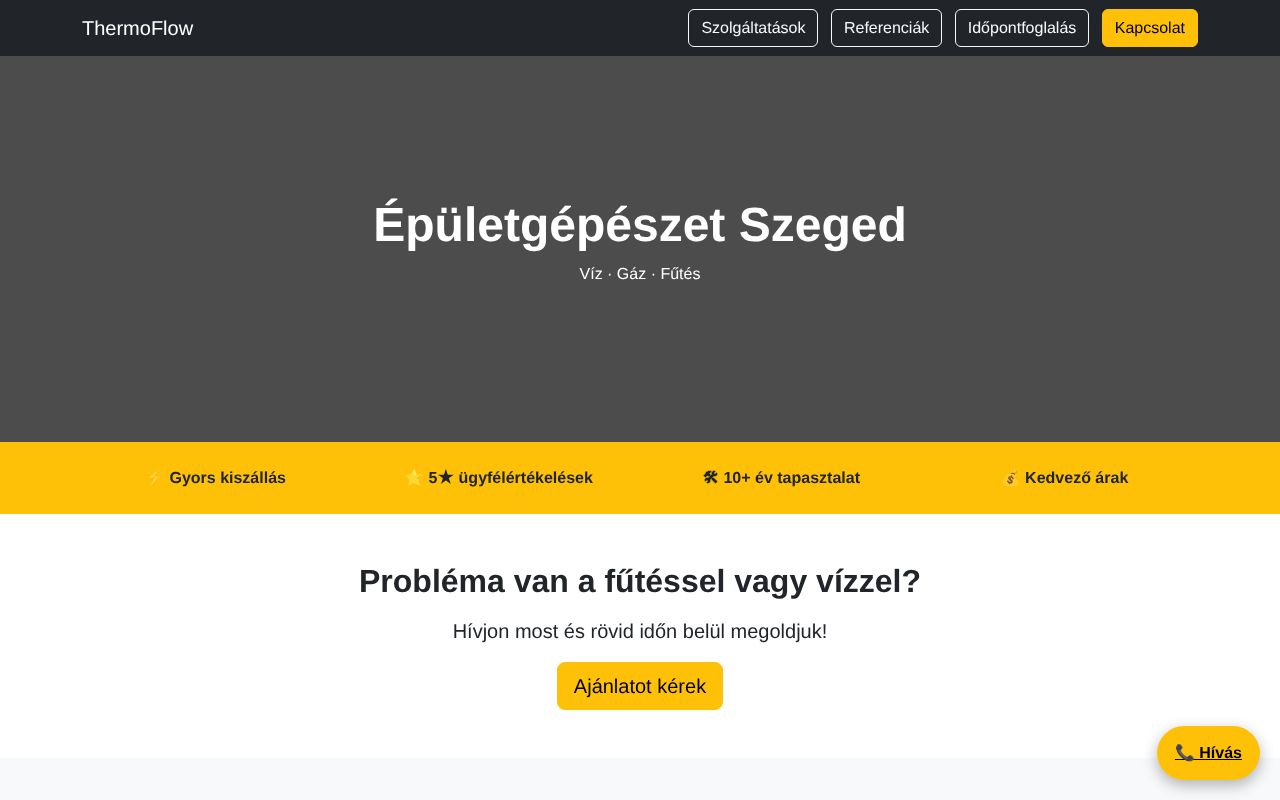 ThermoFlow
Szolgáltatások
Referenciák
Időpontfoglalás
Kapcsolat
Épületgépészet Szeged
Víz · Gáz · Fűtés
⚡ Gyors kiszállás
⭐ 5★ ügyfélértékelések
🛠 10+ év tapasztalat
💰 Kedvező árak
Probléma van a fűtéssel vagy vízzel?
Hívjon most és rövid időn belül megoldjuk!
Ajánlatot kérek
📞 Hívás